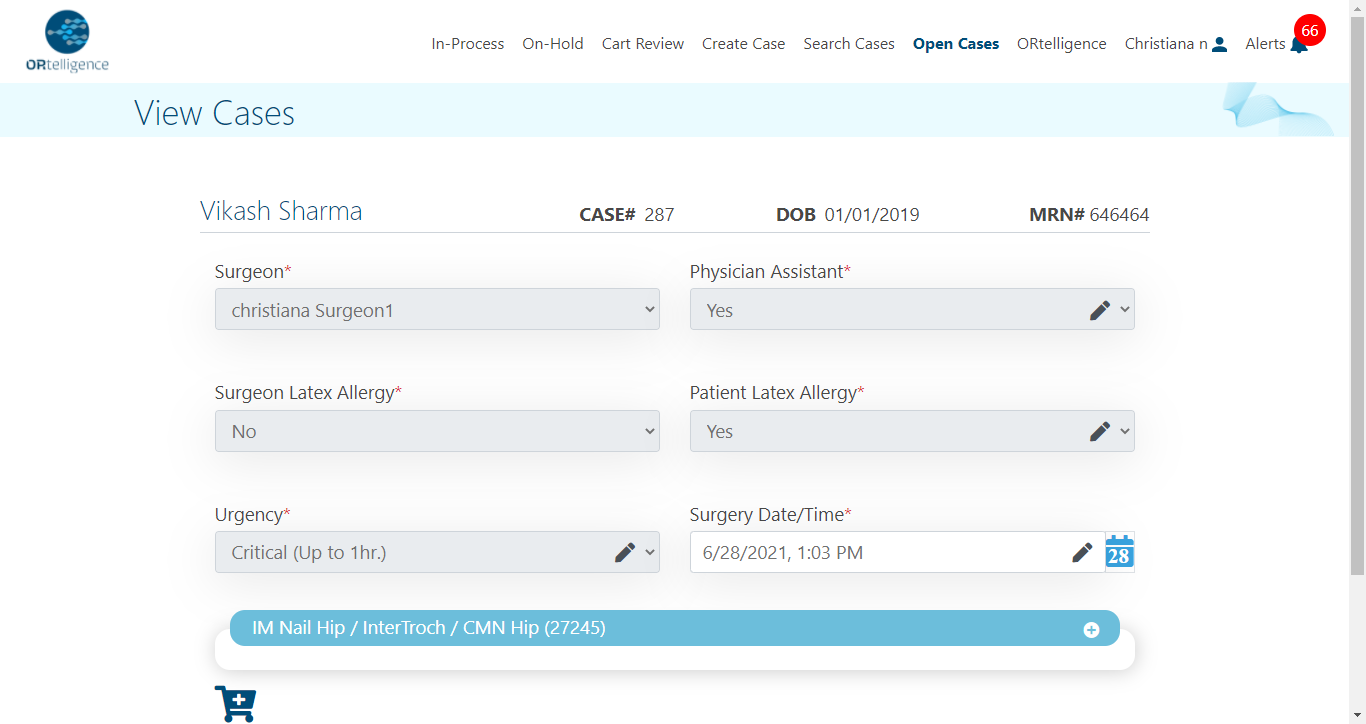 ORtelligence
In-Process On-Hold Cart Review Create Case Search Cases Open Cases ORtelligence Christiana n Alerts 66
View Cases
Vikash Sharma CASE# 287 DOB 01/01/2019 MRN# 646464
Surgeon* Physician Assistant*
christiana Surgeon1 Yes
Surgeon Latex Allergy* Patient Latex Allergy*
No Yes
Urgency* Surgery Date/Time*
Critical (Up to 1hr.) 6/28/2021, 1:03 PM 28
IM Nail Hip / InterTroch / CMN Hip (27245)